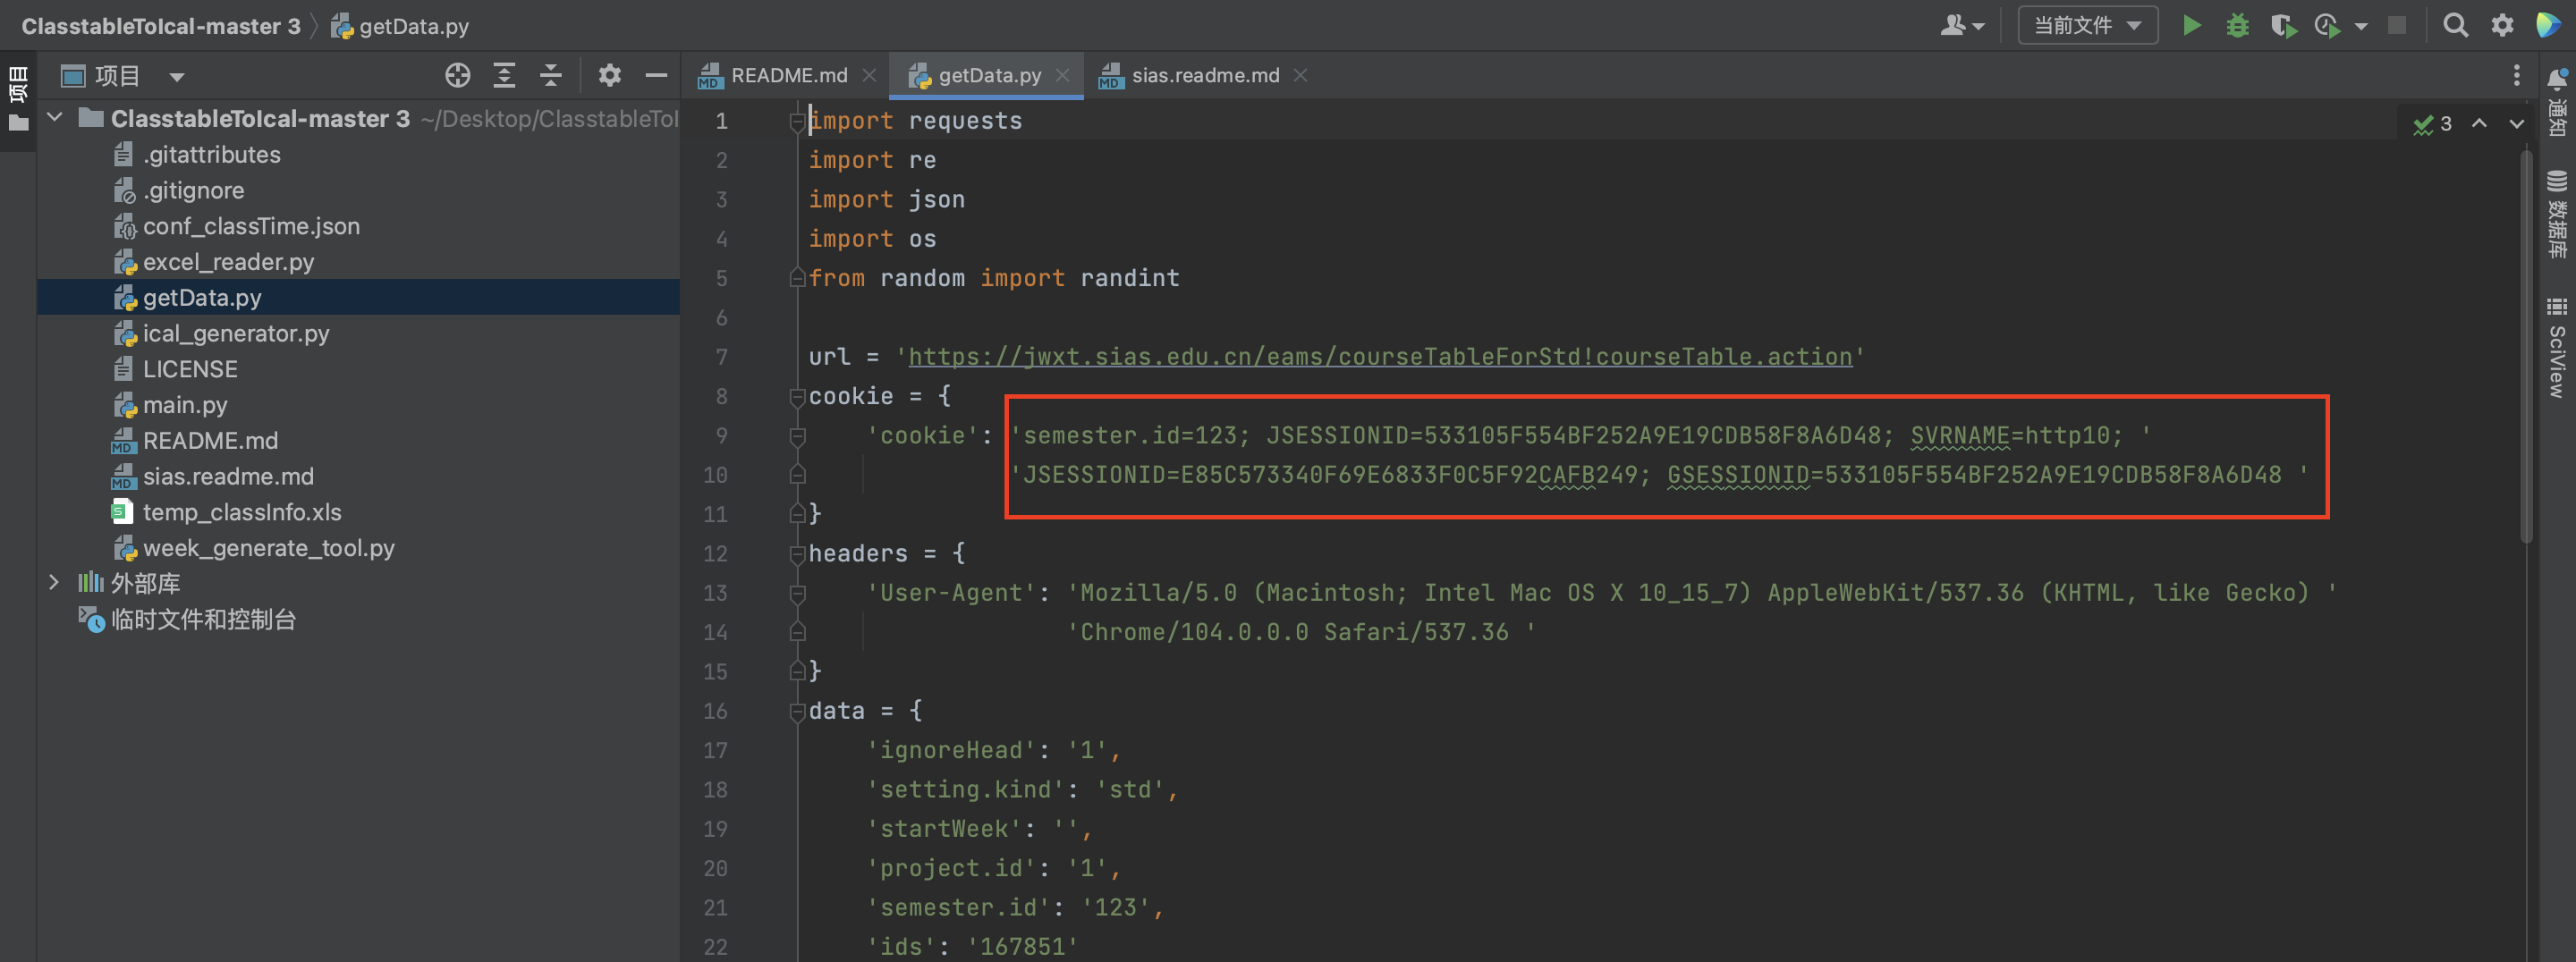 ClasstableToIcal-master 3 getData.py 当前文件
项目
项目
README.md getData.py sias.readme.md
ClasstableToIcal-master 3 ~/Desktop/ClasstableToI
.gitattributes
.gitignore
conf_classTime.json
excel_reader.py
getData.py
ical_generator.py
LICENSE
main.py
README.md
sias.readme.md
temp_classInfo.xls
week_generate_tool.py
外部库
临时文件和控制台
1 import requests
2 import re
3 import json
4 import os
5 from random import randint
6
7 url = 'https://jwxt.sias.edu.cn/eams/courseTableForStd!courseTable.action'
8 cookie = {
9 'cookie': 'semester.id=123; JSESSIONID=533105F554BF252A9E19CDB58F8A6D48; SVRNAME=http10; '
10 'JSESSIONID=E85C573340F69E6833F0C5F92CAFB249; GSESSIONID=533105F554BF252A9E19CDB58F8A6D48 '
11 }
12 headers = {
13 'User-Agent': 'Mozilla/5.0 (Macintosh; Intel Mac OS X 10_15_7) AppleWebKit/537.36 (KHTML, like Gecko) '
14 'Chrome/104.0.0.0 Safari/537.36 '
15 }
16 data = {
17 'ignoreHead': '1',
18 'setting.kind': 'std',
19 'startWeek': '',
20 'project.id': '1',
21 'semester.id': '123',
22 'ids': '167851'
3
通知
数据库
SciView